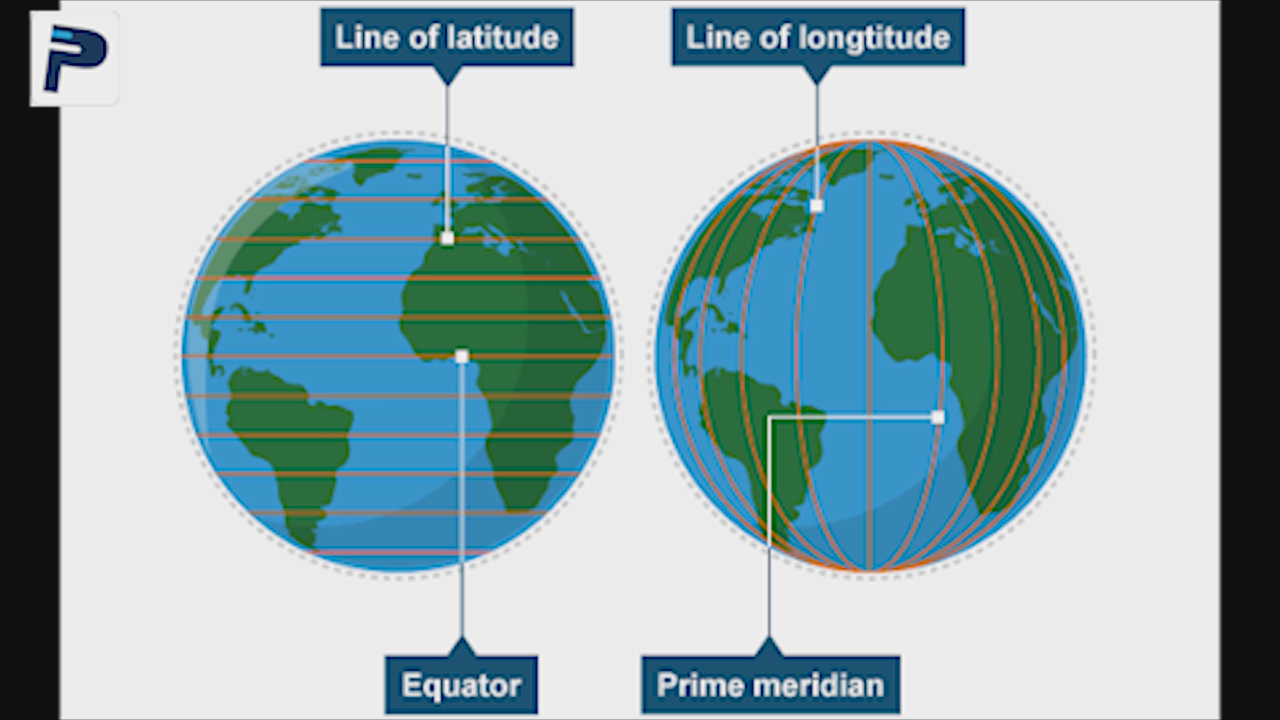 Line of latitude
Line of longtitude
Equator
Prime meridian